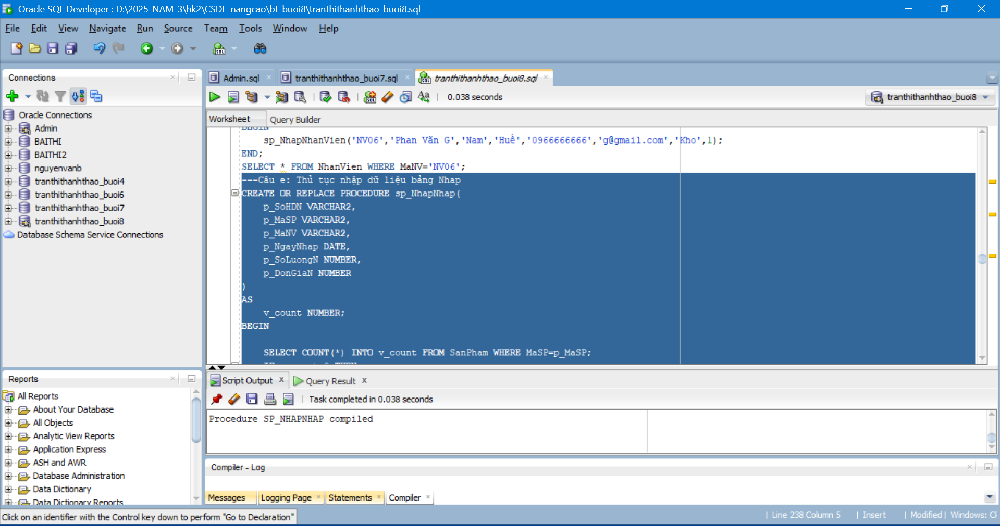 Oracle SQL Developer : D:\2025_NAM_3\hk2\CSDL_nangcao\bt_buoi8\tranthithanhthao_buoi8.sql
File Edit View Navigate Run Source Team Tools Window Help
Connections
Oracle Connections
Admin
BAITHI
BAITHI2
nguyenvanb
tranthithanhthao_buoi4
tranthithanhthao_buoi6
tranthithanhthao_buoi7
tranthithanhthao_buoi8
Database Schema Service Connections
Reports
All Reports
About Your Database
All Objects
Analytic View Reports
Application Express
ASH and AWR
Database Administration
Data Dictionary
Data Dictionary Reports
Admin.sql tranthithanhthao_buoi7.sql tranthithanhthao_buoi8.sql
0.038 seconds tranthithanhthao_buoi8
Worksheet Query Builder
BEGIN
sp_NhapNhanVien('NV06','Phan Văn G','Nam','Huế','0966666666','g@gmail.com','Kho',1);
END;
SELECT * FROM NhanVien WHERE MaNV='NV06';
---Câu e: Thủ tục nhập dữ liệu bảng Nhap
CREATE OR REPLACE PROCEDURE sp_NhapNhap(
p_SoHDN VARCHAR2,
p_MaSP VARCHAR2,
p_MaNV VARCHAR2,
p_NgayNhap DATE,
p_SoLuongN NUMBER,
p_DonGiaN NUMBER
)
AS
v_count NUMBER;
BEGIN
SELECT COUNT(*) INTO v_count FROM SanPham WHERE MaSP=p_MaSP;
Script Output Query Result
Task completed in 0.038 seconds
Procedure SP_NHAPNHAP compiled
Compiler - Log
Messages Logging Page Statements Compiler
Click on an identifier with the Control key down to perform "Go to Declaration"
Line 238 Column 5 | Insert | Modified | Windows: